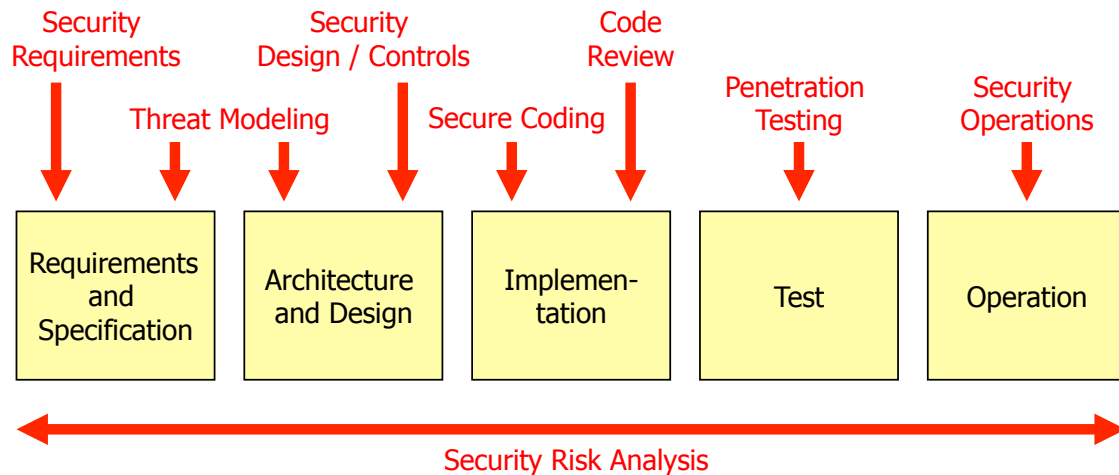 Security
Requirements
Threat Modeling
Security
Design / Controls
Secure Coding
Code
Review
Penetration
Testing
Security
Operations
Requirements
and
Specification
Architecture
and Design
Implemen-
tation
Test
Operation
Security Risk Analysis